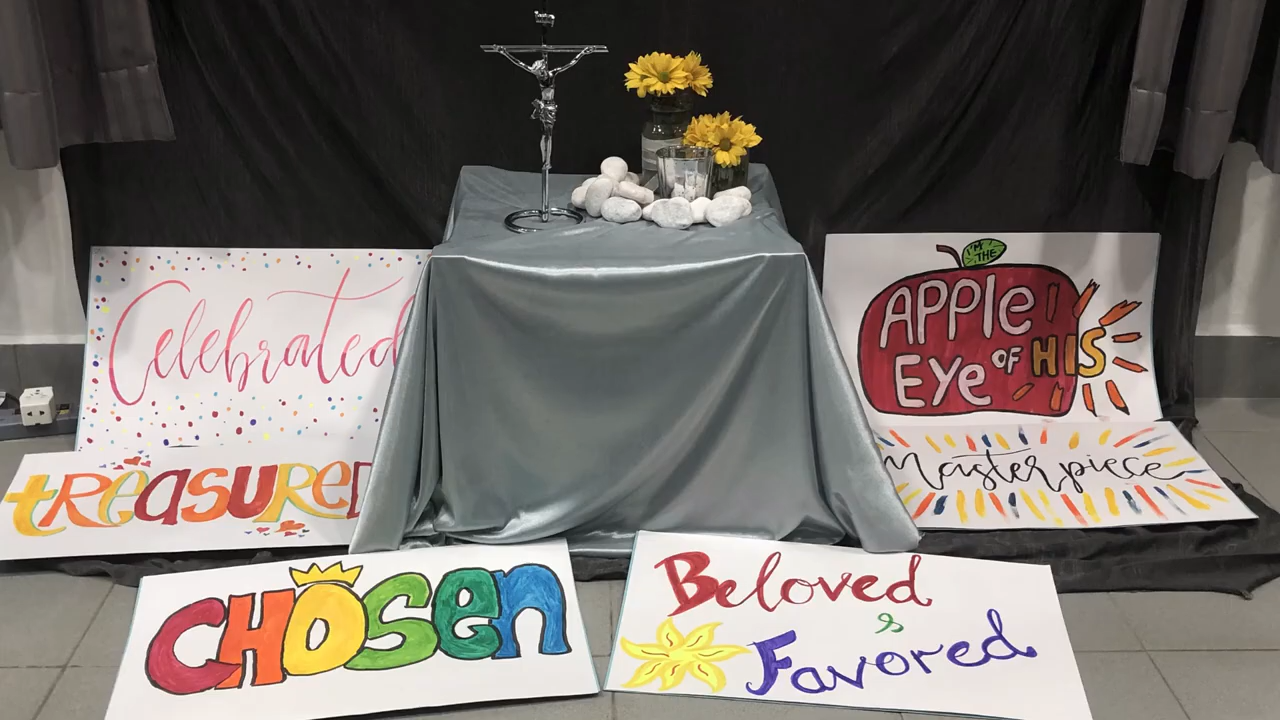 Celebrated
treasured
CHOSEN
Beloved
&
Favored
I'M
THE
APPle
EYe OF HIS
Masterpiece